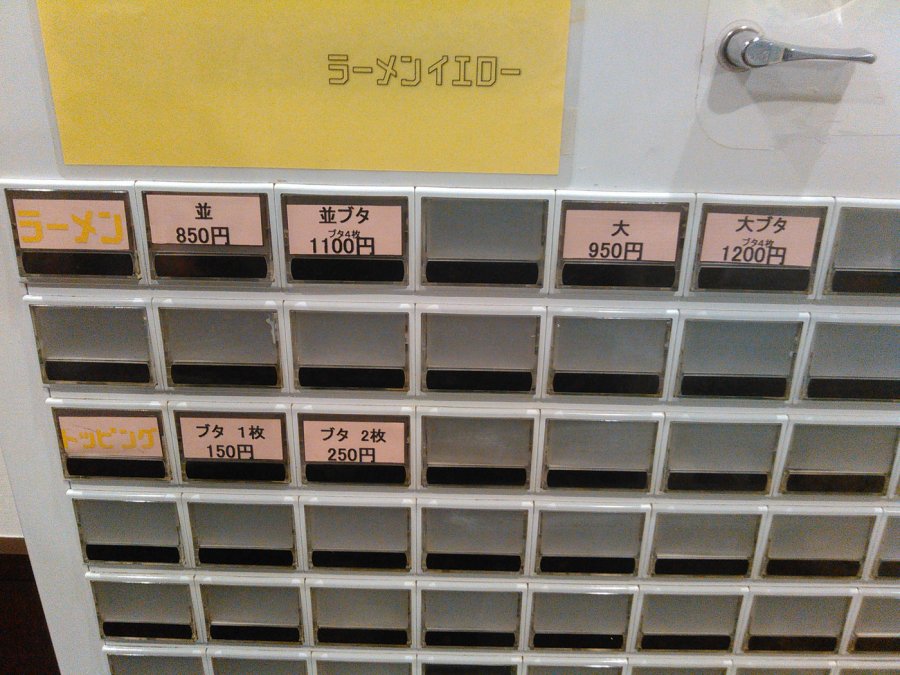 ラーメンイエロー
ラーメン
並
850円
並ブタ
ブタ4枚
1100円
大
950円
大ブタ
ブタ4枚
1200円
トッピング
ブタ 1枚
150円
ブタ 2枚
250円